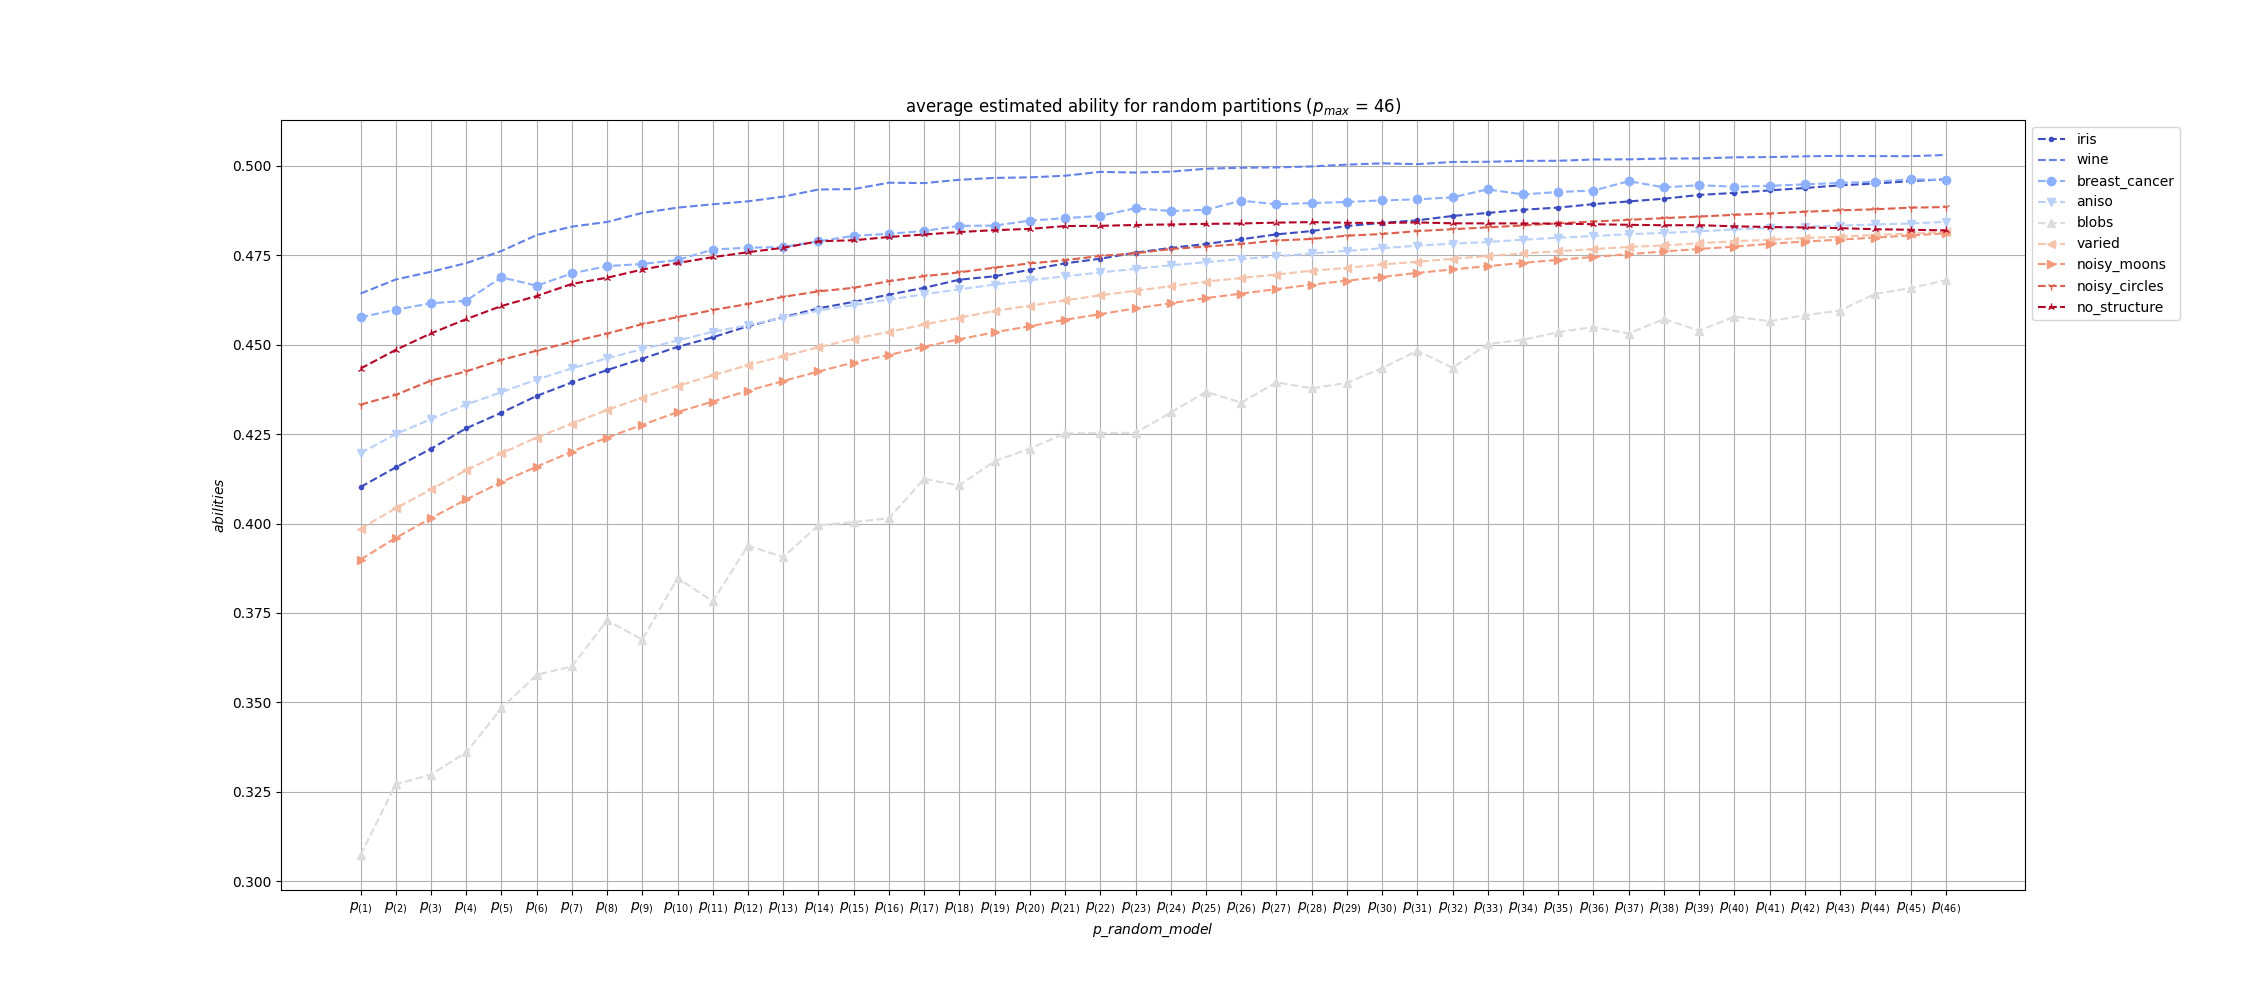 average estimated ability for random partitions (p_max = 46)
0.500
0.475
0.450
0.425
0.400
0.375
0.350
0.325
0.300
abilities
p(1) p(2) p(3) p(4) p(5) p(6) p(7) p(8) p(9) p(10) p(11) p(12) p(13) p(14) p(15) p(16) p(17) p(18) p(19) p(20) p(21) p(22) p(23) p(24) p(25) p(26) p(27) p(28) p(29) p(30) p(31) p(32) p(33) p(34) p(35) p(36) p(37) p(38) p(39) p(40) p(41) p(42) p(43) p(44) p(45) p(46)
p_random_model
iris
wine
breast_cancer
aniso
blobs
varied
noisy_moons
noisy_circles
no_structure